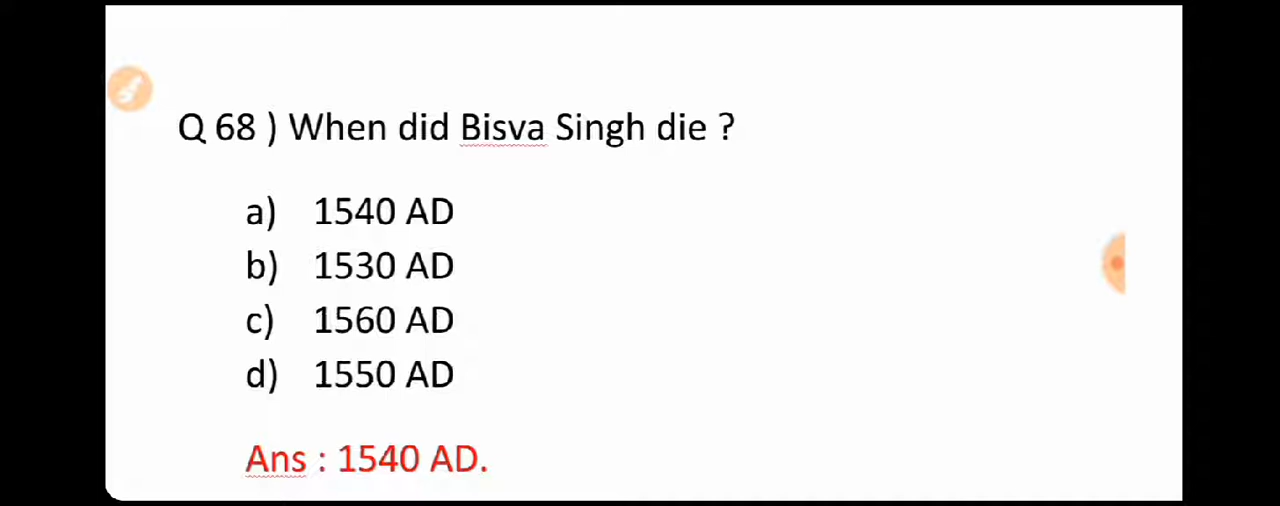 Q 68 ) When did Bisva Singh die ?
a) 1540 AD
b) 1530 AD
c) 1560 AD
d) 1550 AD
Ans : 1540 AD.